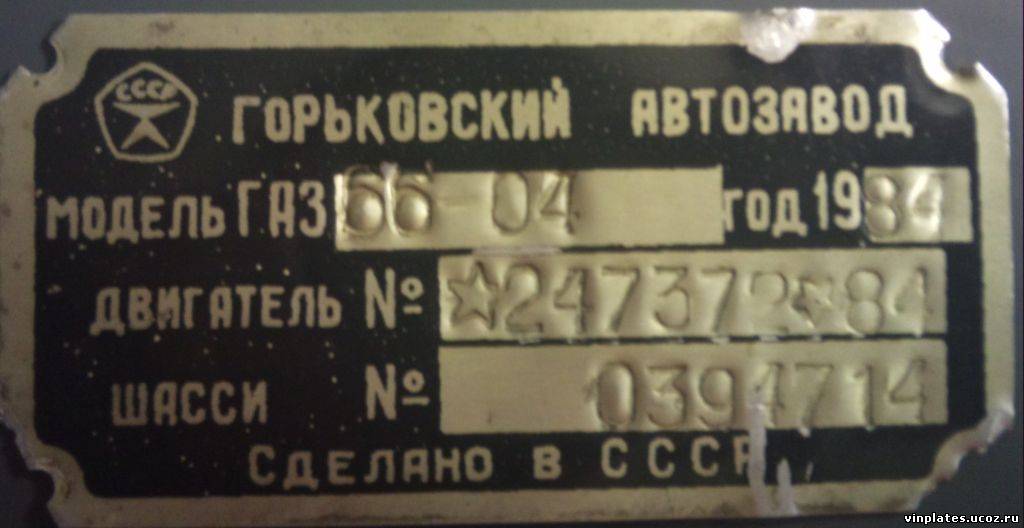 СССР
ГОРЬКОВСКИЙ АВТОЗАВОД
МОДЕЛЬ ГАЗ 66-04 ГОД 1984
ДВИГАТЕЛЬ № ☆247372☆84
ШАССИ № 0394714
СДЕЛАНО В СССР
vinplates.ucoz.ru